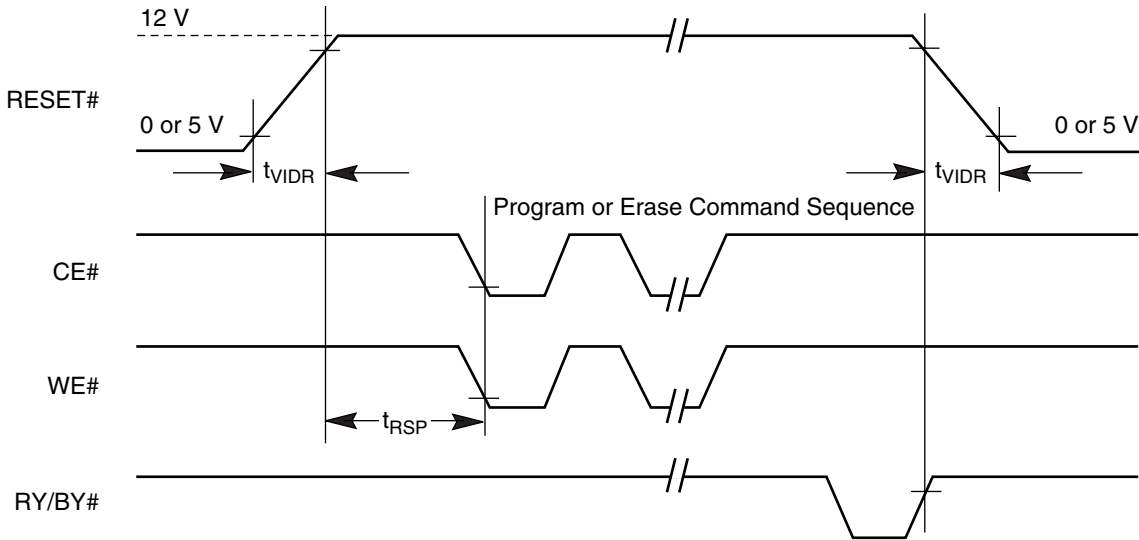 12 V
RESET#
0 or 5 V
0 or 5 V
tVIDR
tVIDR
Program or Erase Command Sequence
CE#
WE#
tRSP
RY/BY#